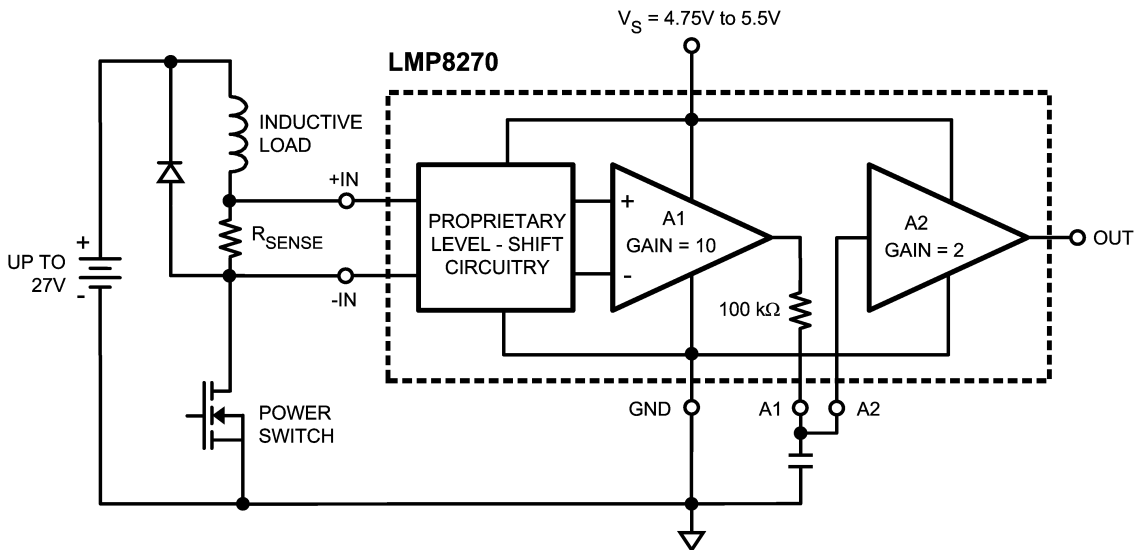 V_S = 4.75V to 5.5V
LMP8270
INDUCTIVE
LOAD
+IN
+
A1
GAIN = 10
-
PROPRIETARY
LEVEL - SHIFT
CIRCUITRY
A2
GAIN = 2
OUT
R_SENSE
+
UP TO
27V
-
-IN
100 kΩ
GND
A1
A2
POWER
SWITCH